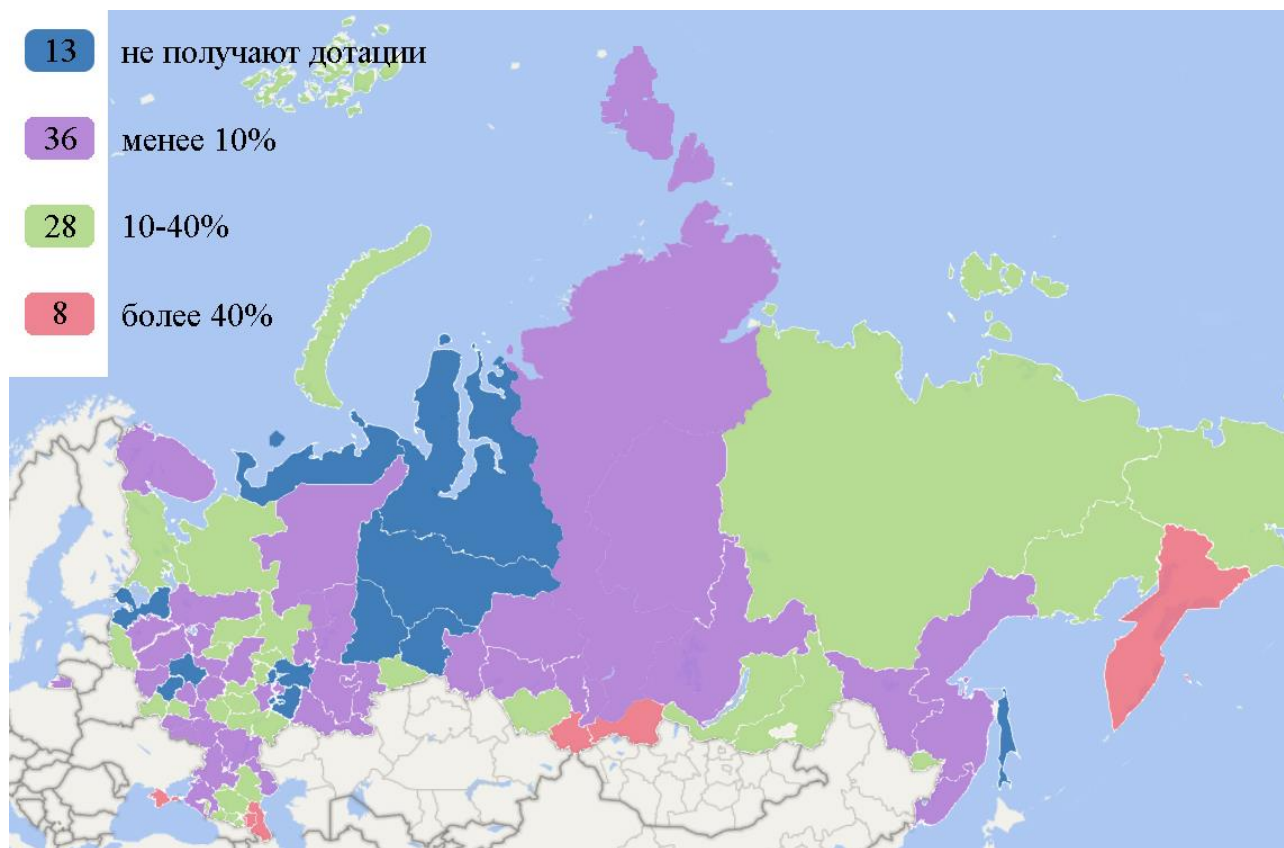 13 не получают дотации
36 менее 10%
28 10-40%
8 более 40%